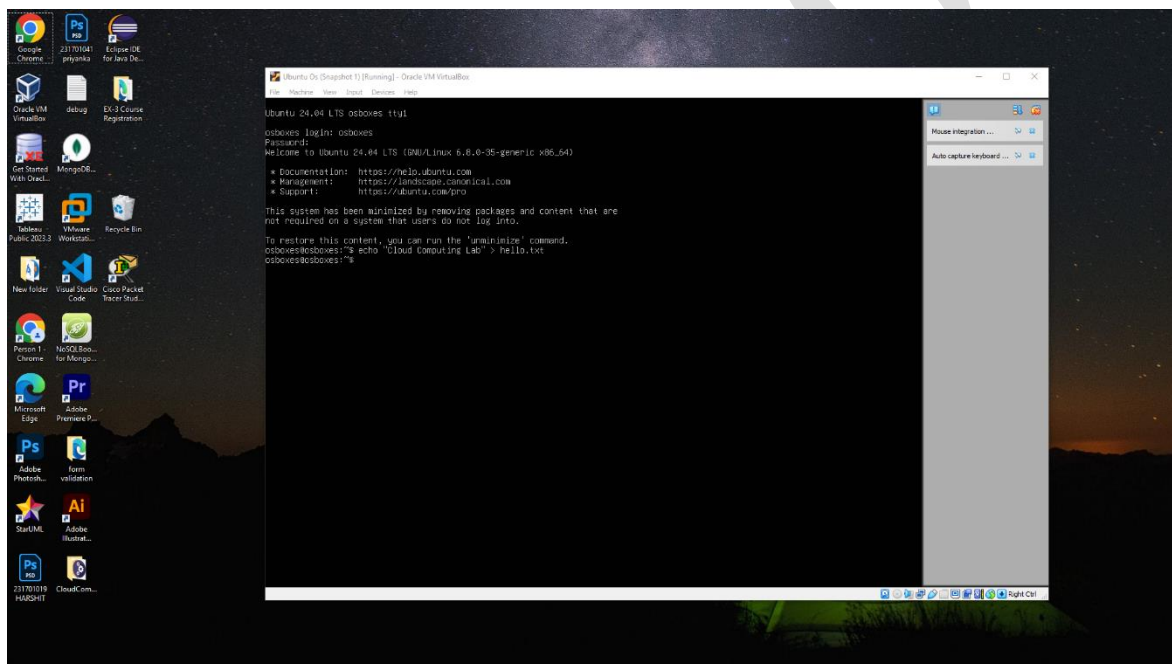 Google Chrome
231701041 priyanka
Eclipse IDE for Java De...
Oracle VM VirtualBox
debug
EX-3 Course Registration
Get Started With Oracl...
MongoDB...
Tableau Public 2023.3
VMware Workstati...
Recycle Bin
New folder
Visual Studio Code
Cisco Packet Tracer Stud...
Person 1 - Chrome
NoSQLBoo... for Mongo...
Microsoft Edge
Adobe Premiere P...
Adobe Photosh...
form validation
StarUML
Adobe Illustrat...
231701019 HARSHIT
CloudCom...
Ubuntu Os (Snapshot 1) [Running] - Oracle VM VirtualBox
File Machine View Input Devices Help
Ubuntu 24.04 LTS osboxes tty1
osboxes login: osboxes
Password:
Welcome to Ubuntu 24.04 LTS (GNU/Linux 6.8.0-35-generic x86_64)
* Documentation: https://help.ubuntu.com
* Management: https://landscape.canonical.com
* Support: https://ubuntu.com/pro
This system has been minimized by removing packages and content that are
not required on a system that users do not log into.
To restore this content, you can run the 'unminimize' command.
osboxes@osboxes:~$ echo "Cloud Computing Lab" > hello.txt
osboxes@osboxes:~$
Mouse integration ...
Auto capture keyboard ...
Right Ctrl